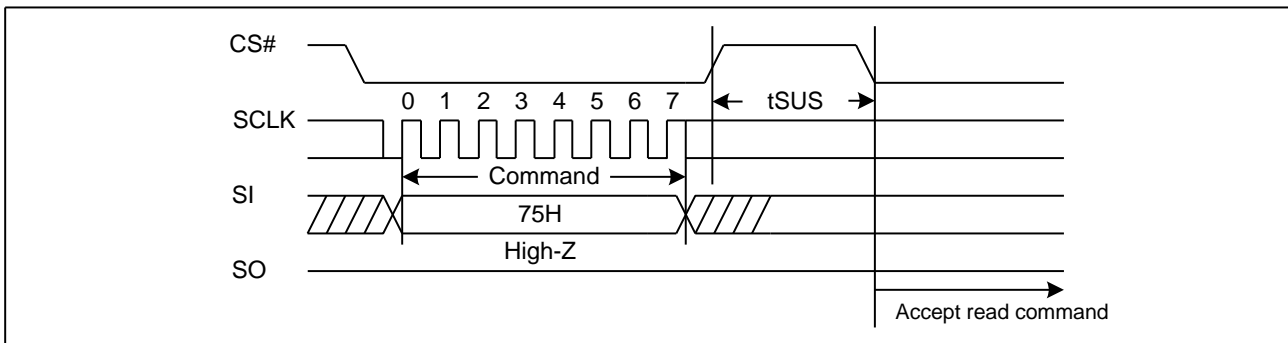 CS#
0 1 2 3 4 5 6 7
tSUS
SCLK
Command
SI
75H
High-Z
SO
Accept read command